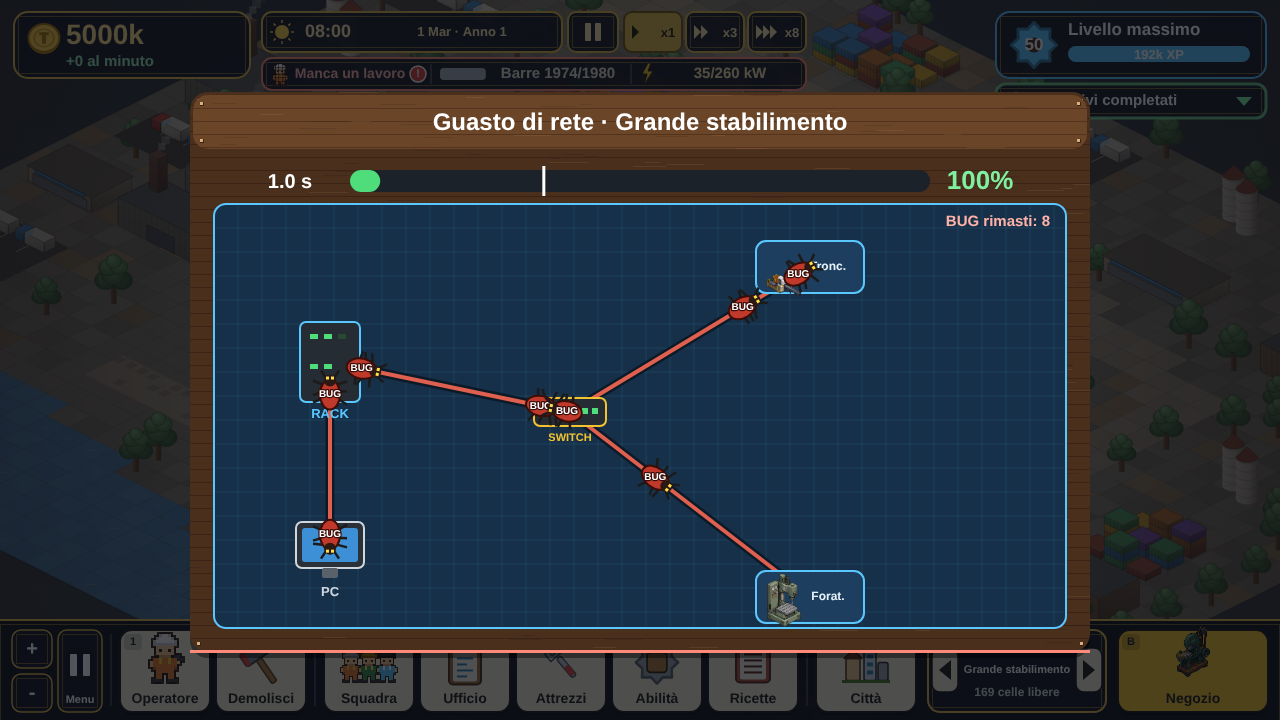 5000k
+0 al minuto
08:00
1 Mar · Anno 1
x1
x3
x8
Manca un lavoro
Barre 1974/1980
35/260 kW
50
Livello massimo
192k XP
completati
Guasto di rete · Grande stabilimento
1.0 s
100%
BUG rimasti: 8
BUG
BUG
BUG
BUG
RACK
BUG
BUG
SWITCH
BUG
BUG
PC
Forat.
+
-
Menu
1
Operatore
Demolisci
Squadra
Ufficio
Attrezzi
Abilità
Ricette
Città
Grande stabilimento
169 celle libere
B
Negozio